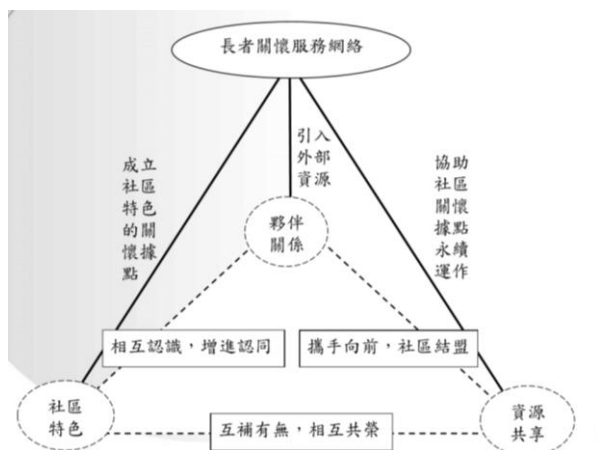 長者關懷服務網絡
引入
外部
資源
成立
社區
特色
的關
懷據
點
協助
社區
關懷
據點
永續
運作
夥伴
關係
相互認識，增進認同
攜手向前，社區結盟
社區
特色
互補有無，相互共榮
資源
共享